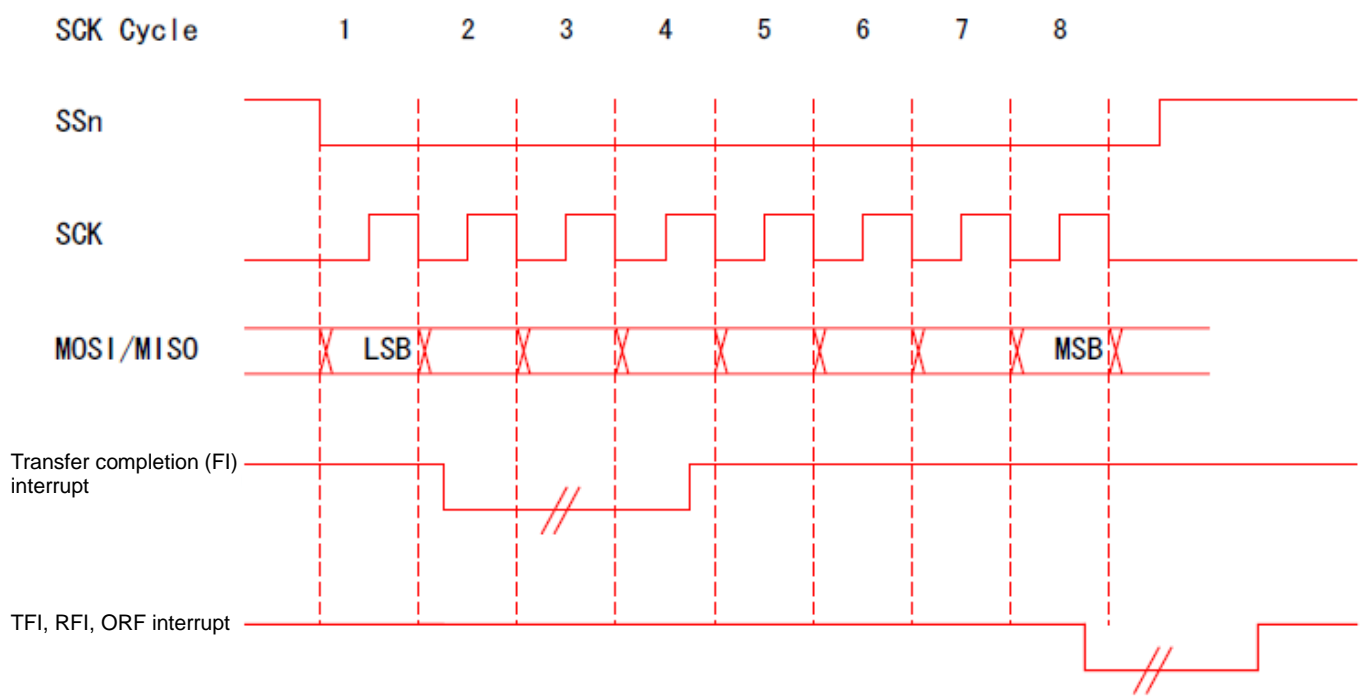 SCK Cycle 1 2 3 4 5 6 7 8
SSn
SCK
MOSI/MISO LSB MSB
Transfer completion (FI)
interrupt
TFI, RFI, ORF interrupt